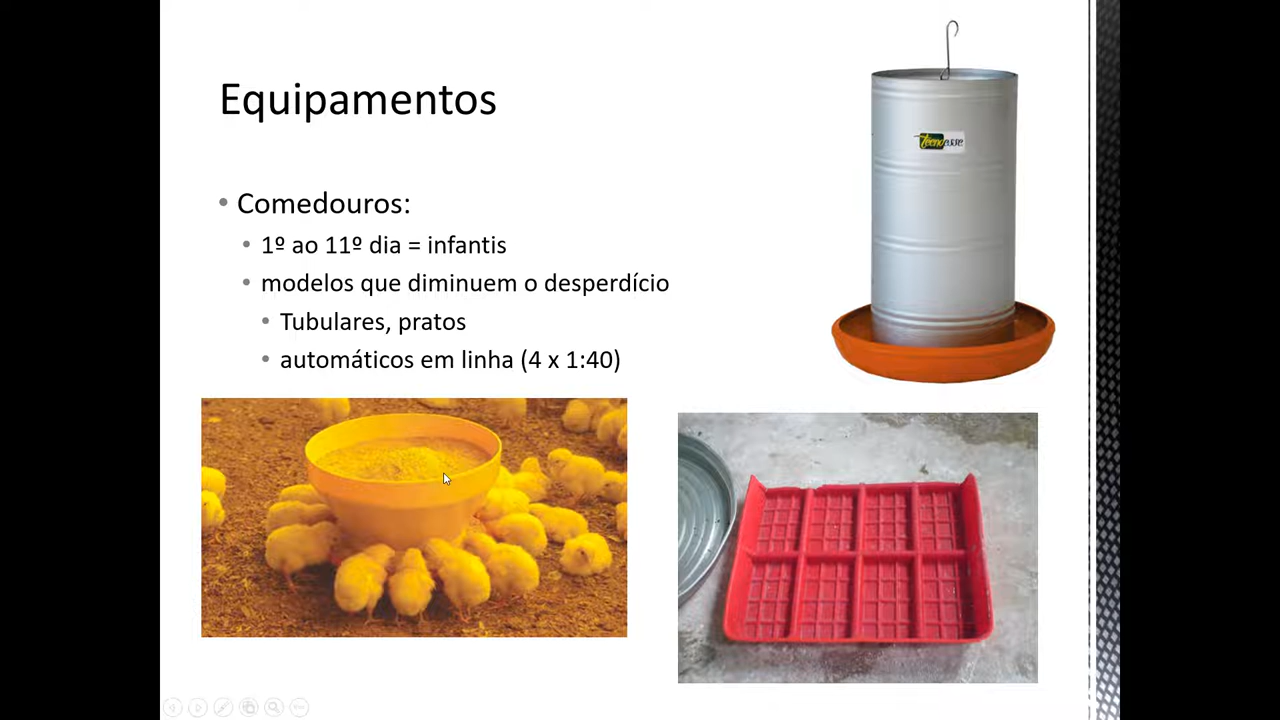 Equipamentos
Comedouros:
1º ao 11º dia = infantis
modelos que diminuem o desperdício
Tubulares, pratos
automáticos em linha (4 x 1:40)